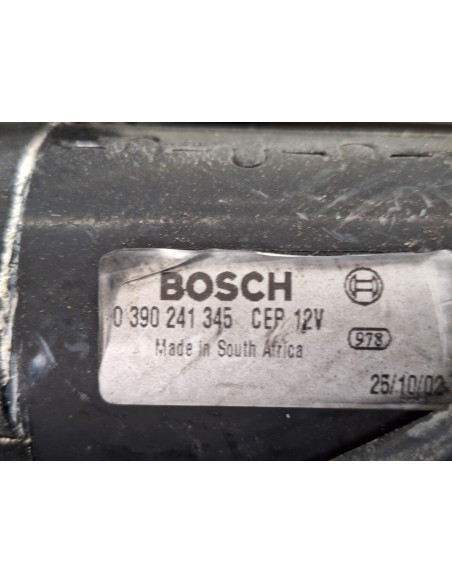 BOSCH
0 390 241 345 CEP 12V
Made in South Africa
978
25/10/02